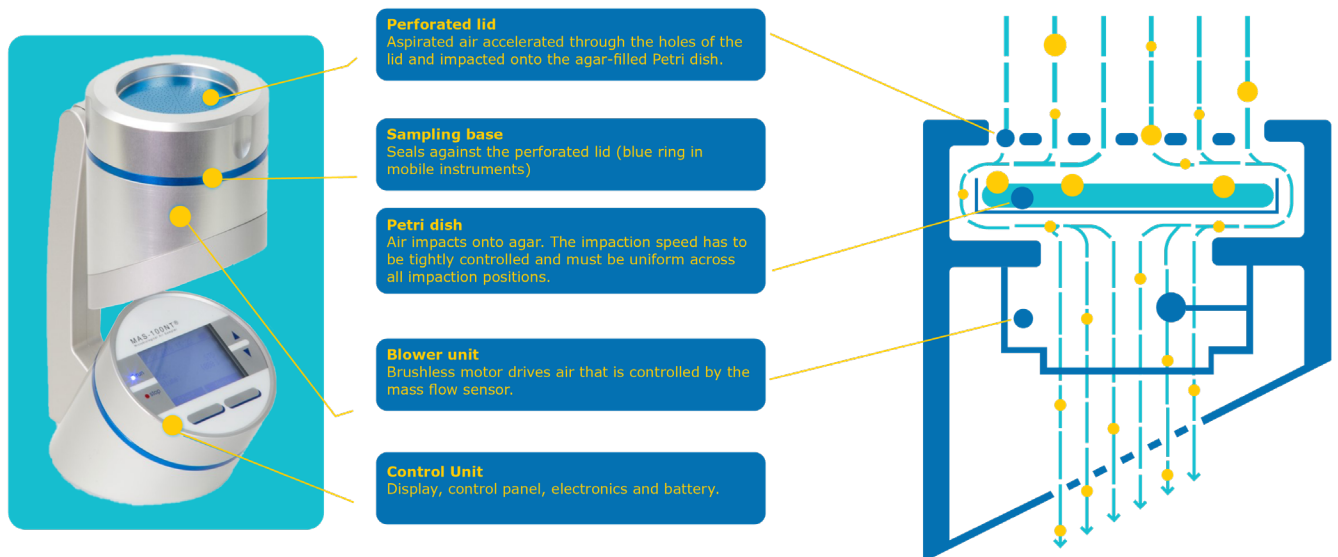 Perforated lid
Aspirated air accelerated through the holes of the
lid and impacted onto the agar-filled Petri dish.
Sampling base
Seals against the perforated lid (blue ring in
mobile instruments)
Petri dish
Air impacts onto agar. The impaction speed has to
be tightly controlled and must be uniform across
all impaction positions.
Blower unit
Brushless motor drives air that is controlled by the
mass flow sensor.
Control Unit
Display, control panel, electronics and battery.
MAS-100NT®